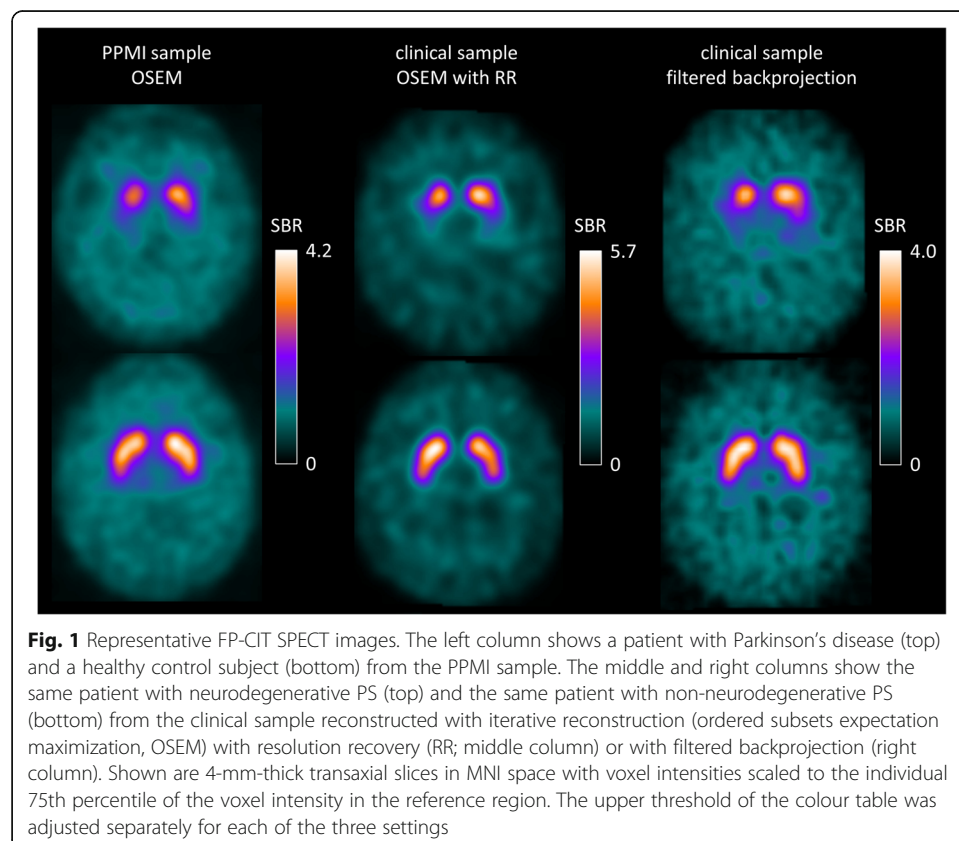 PPMI sample
OSEM
clinical sample
OSEM with RR
clinical sample
filtered backprojection
SBR
4.2
0
SBR
5.7
0
SBR
4.0
0
Fig. 1 Representative FP-CIT SPECT images. The left column shows a patient with Parkinson's disease (top)
and a healthy control subject (bottom) from the PPMI sample. The middle and right columns show the
same patient with neurodegenerative PS (top) and the same patient with non-neurodegenerative PS
(bottom) from the clinical sample reconstructed with iterative reconstruction (ordered subsets expectation
maximization, OSEM) with resolution recovery (RR; middle column) or with filtered backprojection (right
column). Shown are 4-mm-thick transaxial slices in MNI space with voxel intensities scaled to the individual
75th percentile of the voxel intensity in the reference region. The upper threshold of the colour table was
adjusted separately for each of the three settings